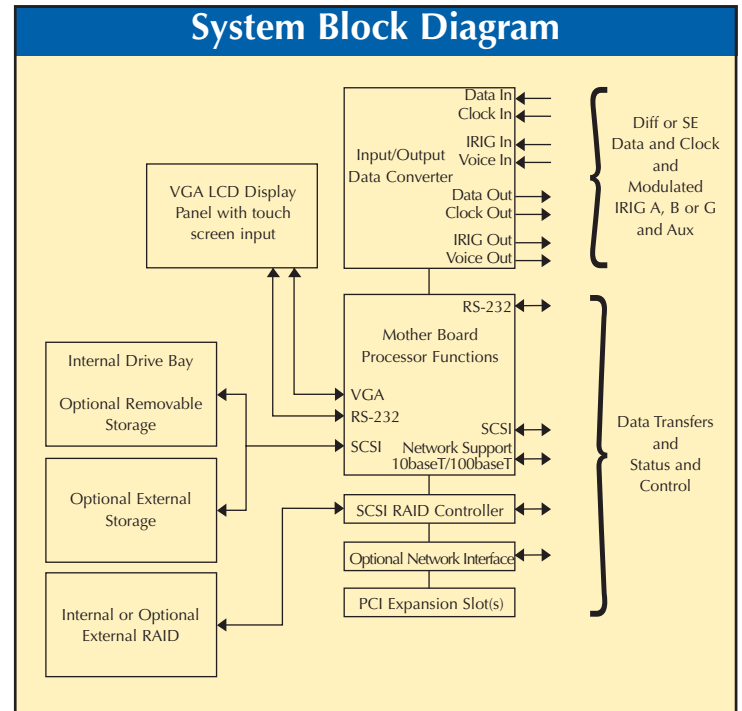 System Block Diagram
Data In
Clock In
IRIG In
Voice In
Input/Output
Data Converter
Data Out
Clock Out
IRIG Out
Voice Out
Diff or SE
Data and Clock
and
Modulated
IRIG A, B or G
and Aux
VGA LCD Display
Panel with touch
screen input
RS-232
Mother Board
Processor Functions
VGA
RS-232
SCSI
SCSI
Network Support
10baseT/100baseT
Internal Drive Bay
Optional Removable
Storage
Optional External
Storage
Internal or Optional
External RAID
SCSI RAID Controller
Optional Network Interface
PCI Expansion Slot(s)
Data Transfers
and
Status and
Control